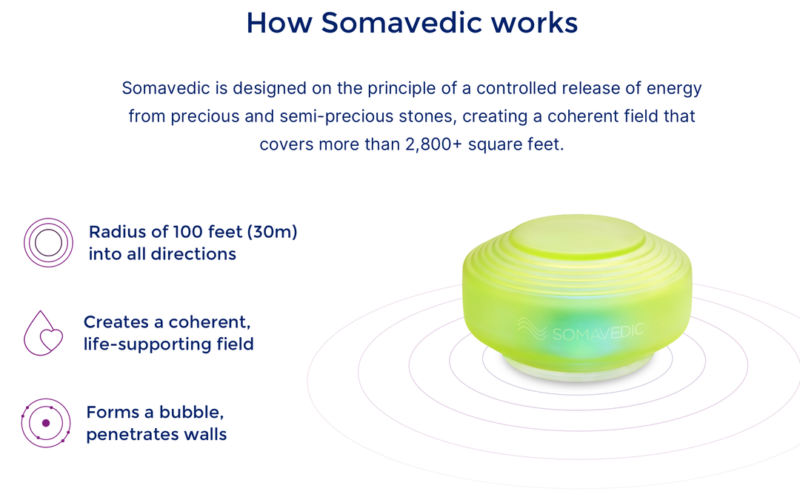 How Somavedic works
Somavedic is designed on the principle of a controlled release of energy
from precious and semi-precious stones, creating a coherent field that
covers more than 2,800+ square feet.
Radius of 100 feet (30m)
into all directions
Creates a coherent,
life-supporting field
Forms a bubble,
penetrates walls
SOMAVEDIC